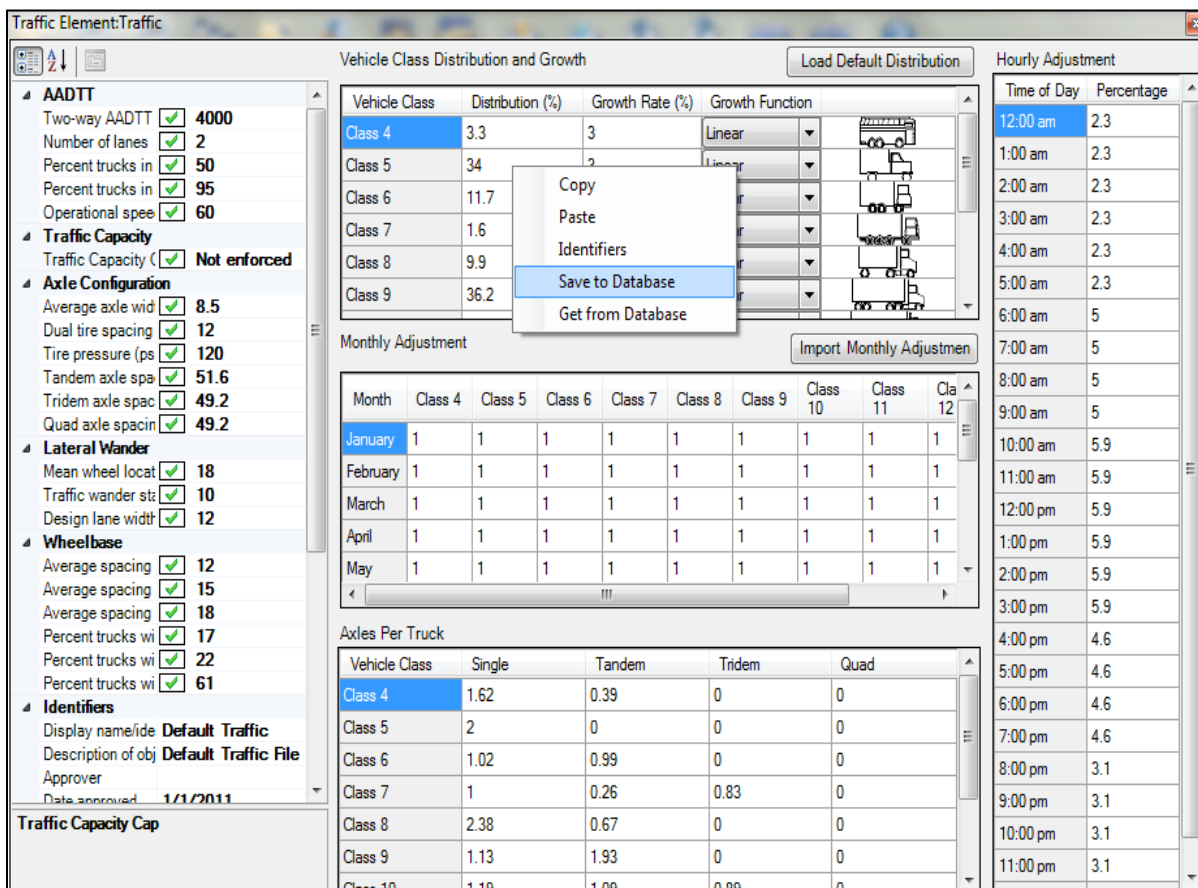 Traffic Element:Traffic
AADTT
Two-way AADTT 4000
Number of lanes 2
Percent trucks in 50
Percent trucks in 95
Operational spee 60
Traffic Capacity
Traffic Capacity C Not enforced
Axle Configuration
Average axle widt 8.5
Dual tire spacing 12
Tire pressure (ps 120
Tandem axle spa 51.6
Tridem axle spac 49.2
Quad axle spacin 49.2
Lateral Wander
Mean wheel locat 18
Traffic wander sta 10
Design lane width 12
Wheelbase
Average spacing 12
Average spacing 15
Average spacing 18
Percent trucks wi 17
Percent trucks wi 22
Percent trucks wi 61
Identifiers
Display name/ide Default Traffic
Description of obj Default Traffic File
Approver
Date approved 1/1/2011
Traffic Capacity Cap
Vehicle Class Distribution and Growth Load Default Distribution
Vehicle Class Distribution (%) Growth Rate (%) Growth Function
Class 4 3.3 3 Linear
Class 5 34 3 Linear
Class 6 11.7
Class 7 1.6
Class 8 9.9
Class 9 36.2
Copy
Paste
Identifiers
Save to Database
Get from Database
Monthly Adjustment Import Monthly Adjustmen
Month Class 4 Class 5 Class 6 Class 7 Class 8 Class 9 Class 10 Class 11 Cla 12
January 1 1 1 1 1 1 1 1 1
February 1 1 1 1 1 1 1 1 1
March 1 1 1 1 1 1 1 1 1
April 1 1 1 1 1 1 1 1 1
May 1 1 1 1 1 1 1 1 1
Axles Per Truck
Vehicle Class Single Tandem Tridem Quad
Class 4 1.62 0.39 0 0
Class 5 2 0 0 0
Class 6 1.02 0.99 0 0
Class 7 1 0.26 0.83 0
Class 8 2.38 0.67 0 0
Class 9 1.13 1.93 0 0
Class 10 1.19 1.09 0.89 0
Hourly Adjustment
Time of Day Percentage
12:00 am 2.3
1:00 am 2.3
2:00 am 2.3
3:00 am 2.3
4:00 am 2.3
5:00 am 2.3
6:00 am 5
7:00 am 5
8:00 am 5
9:00 am 5
10:00 am 5.9
11:00 am 5.9
12:00 pm 5.9
1:00 pm 5.9
2:00 pm 5.9
3:00 pm 5.9
4:00 pm 4.6
5:00 pm 4.6
6:00 pm 4.6
7:00 pm 4.6
8:00 pm 3.1
9:00 pm 3.1
10:00 pm 3.1
11:00 pm 3.1